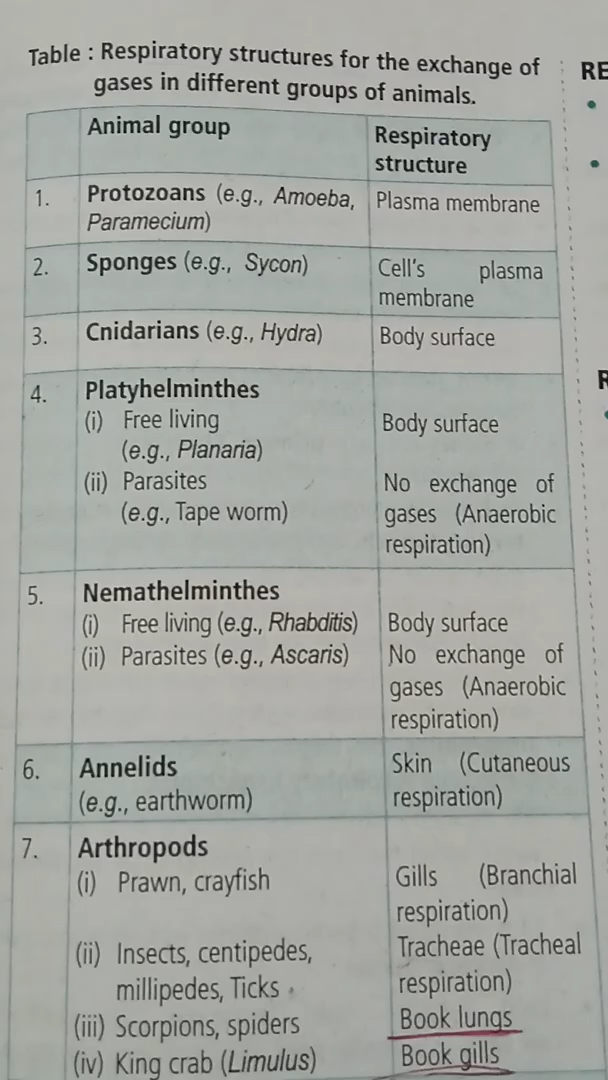 Table : Respiratory structures for the exchange of
gases in different groups of animals.
Animal group
Respiratory
structure
1. Protozoans (e.g., Amoeba, Plasma membrane
Paramecium)
2. Sponges (e.g., Sycon) Cell's plasma
membrane
3. Cnidarians (e.g., Hydra) Body surface
4. Platyhelminthes
(i) Free living Body surface
(e.g., Planaria)
(ii) Parasites No exchange of
(e.g., Tape worm) gases (Anaerobic
respiration)
5. Nemathelminthes
(i) Free living (e.g., Rhabditis) Body surface
(ii) Parasites (e.g., Ascaris) No exchange of
gases (Anaerobic
respiration)
6. Annelids Skin (Cutaneous
(e.g., earthworm) respiration)
7. Arthropods
(i) Prawn, crayfish Gills (Branchial
respiration)
(ii) Insects, centipedes, Tracheae (Tracheal
millipedes, Ticks respiration)
(iii) Scorpions, spiders Book lungs
(iv) King crab (Limulus) Book gills
RE
R